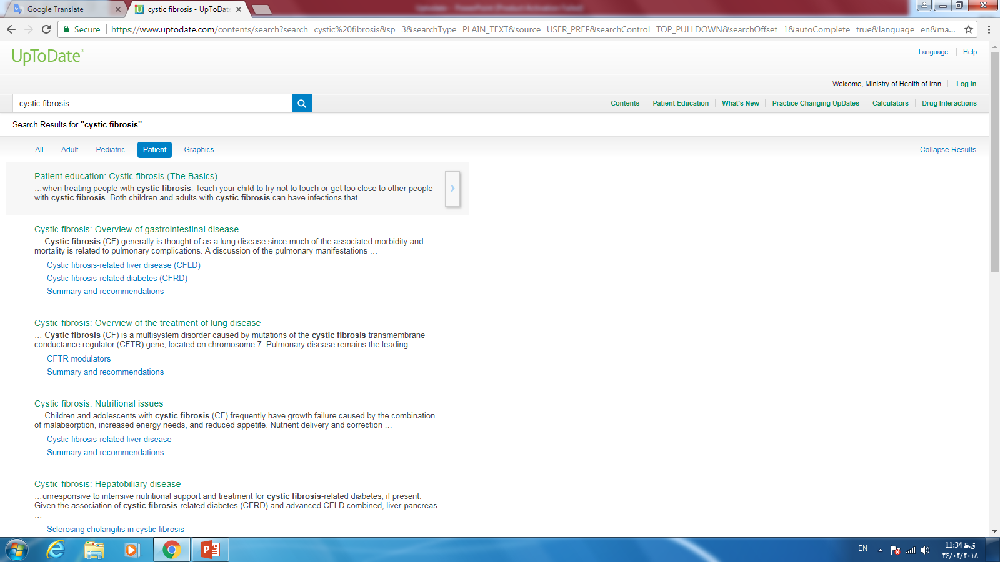 Google Translate
cystic fibrosis - UpToDate
Uptodate - PowerPoint (Product Activation Failed)
Secure
https://www.uptodate.com/contents/search?search=cystic%20fibrosis&sp=3&searchType=PLAIN_TEXT&source=USER_PREF&searchControl=TOP_PULLDOWN&searchOffset=1&autoComplete=true&language=en&ma...
UpToDate®
Language
Help
Welcome, Ministry of Health of Iran
Log In
cystic fibrosis
Contents
Patient Education
What's New
Practice Changing UpDates
Calculators
Drug Interactions
Search Results for "cystic fibrosis"
All
Adult
Pediatric
Patient
Graphics
Collapse Results
Patient education: Cystic fibrosis (The Basics)
…when treating people with cystic fibrosis. Teach your child to try not to touch or get too close to other people
with cystic fibrosis. Both children and adults with cystic fibrosis can have infections that …
Cystic fibrosis: Overview of gastrointestinal disease
… Cystic fibrosis (CF) generally is thought of as a lung disease since much of the associated morbidity and
mortality is related to pulmonary complications. A discussion of the pulmonary manifestations …
Cystic fibrosis-related liver disease (CFLD)
Cystic fibrosis-related diabetes (CFRD)
Summary and recommendations
Cystic fibrosis: Overview of the treatment of lung disease
… Cystic fibrosis (CF) is a multisystem disorder caused by mutations of the cystic fibrosis transmembrane
conductance regulator (CFTR) gene, located on chromosome 7. Pulmonary disease remains the leading …
CFTR modulators
Summary and recommendations
Cystic fibrosis: Nutritional issues
… Children and adolescents with cystic fibrosis (CF) frequently have growth failure caused by the combination
of malabsorption, increased energy needs, and reduced appetite. Nutrient delivery and correction …
Cystic fibrosis-related liver disease
Summary and recommendations
Cystic fibrosis: Hepatobiliary disease
…unresponsive to intensive nutritional support and treatment for cystic fibrosis-related diabetes, if present.
Given the association of cystic fibrosis-related diabetes (CFRD) and advanced CFLD combined, liver-pancreas
…
Sclerosing cholangitis in cystic fibrosis
EN
11:34 ق.ظ
۲۶/۰۲/۲۰۱۸